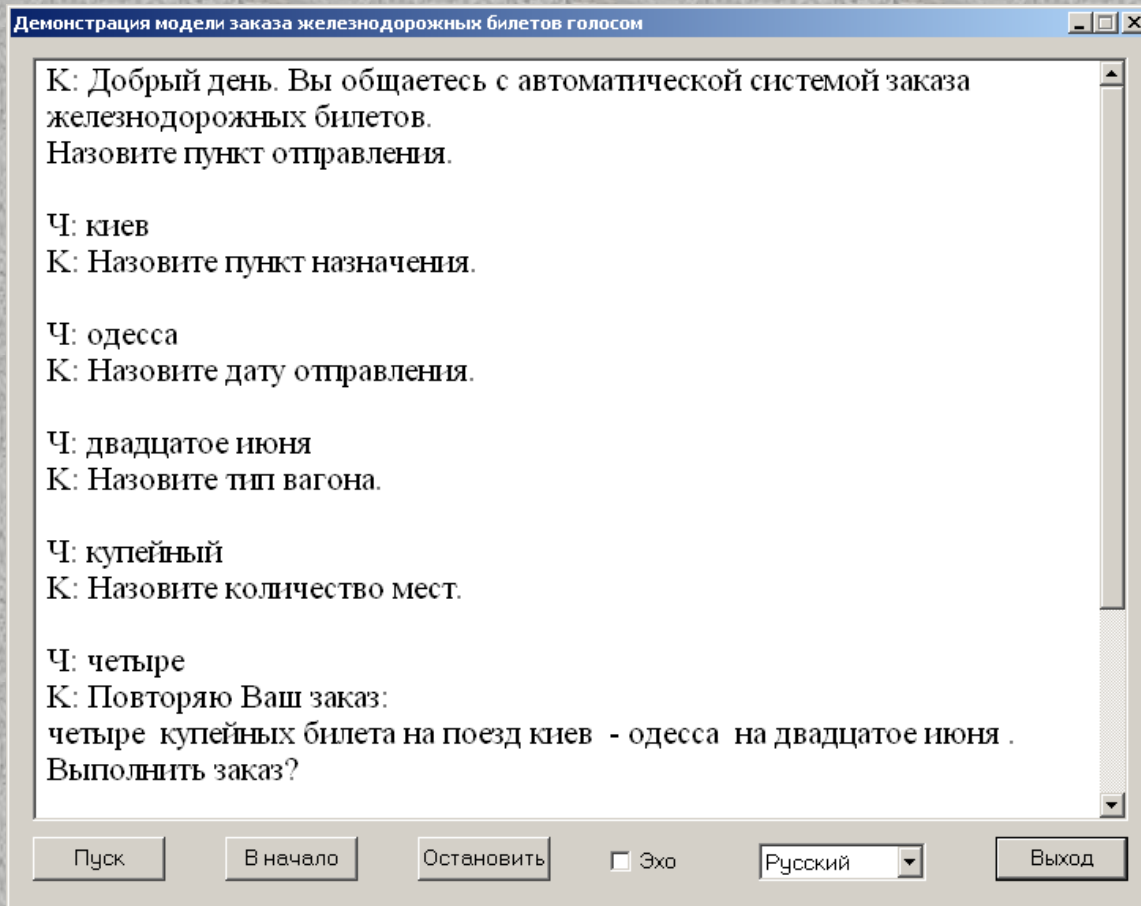 Демонстрация модели заказа железнодорожных билетов голосом
К: Добрый день. Вы общаетесь с автоматической системой заказа
железнодорожных билетов.
Назовите пункт отправления.
Ч: киев
К: Назовите пункт назначения.
Ч: одесса
К: Назовите дату отправления.
Ч: двадцатое июня
К: Назовите тип вагона.
Ч: купейный
К: Назовите количество мест.
Ч: четыре
К: Повторяю Ваш заказ:
четыре  купейных билета на поезд киев  - одесса  на двадцатое июня .
Выполнить заказ?
Пуск В начало Остановить Эхо Русский Выход